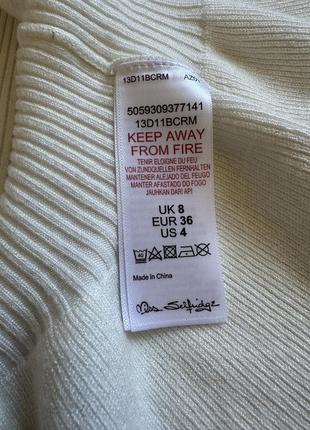 13D11BCRM
5059309377141
13D11BCRM
KEEP AWAY
FROM FIRE
TENIR ELOIGNE DU FEU
VON ZUNDQUELLEN FERNHALTEN
MANTENER ALEJADO DEL FEUGO
MANTER AFASTADO DO FOGO
JAUHKAN DARI API
UK 8
EUR 36
US 4
Made in China
Miss Selfridge